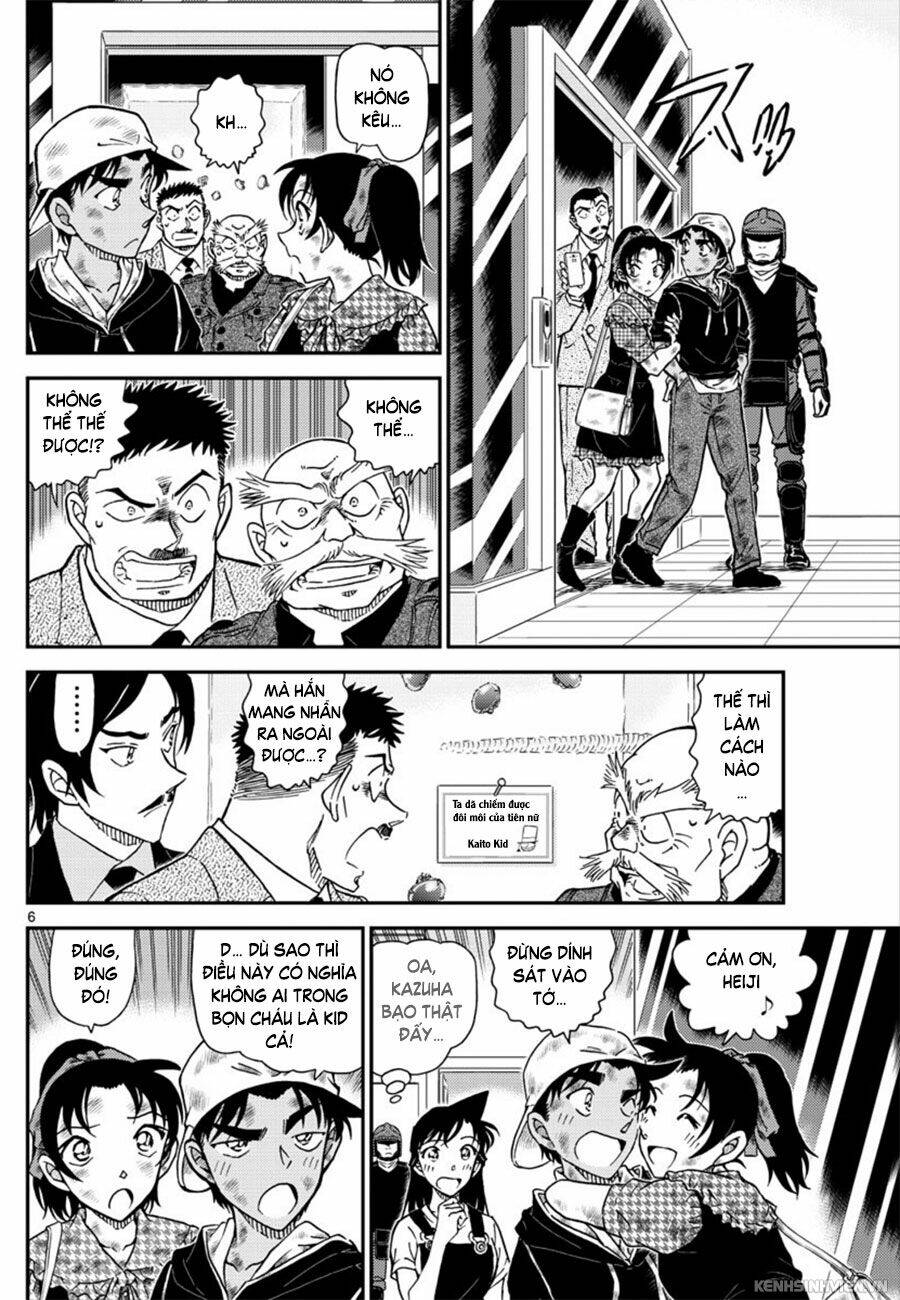 NÓ
KHÔNG
KÊU...
KH...
KHÔNG
THỂ THẾ
ĐƯỢC!?
KHÔNG
THỂ...
THẾ THÌ
LÀM
CÁCH
NÀO
...
MÀ HẮN
MANG NHẪN
RA NGOÀI
ĐƯỢC...?
Ta dã chiếm được
đôi môi của tiên nữ
Kaito Kid
......
6
ĐÚNG,
ĐÚNG
ĐÓ!
D... DÙ SAO THÌ
ĐIỀU NÀY CÓ NGHĨA
KHÔNG AI TRONG
BỌN CHÁU LÀ KID
CẢ!
OA,
KAZUHA
BẠO THẬT
ĐẤY...
ĐỪNG DÍNH
SÁT VÀO
TỚ...
CẢM ƠN,
HEIJI
♪
KENHSINHVIEN.VN